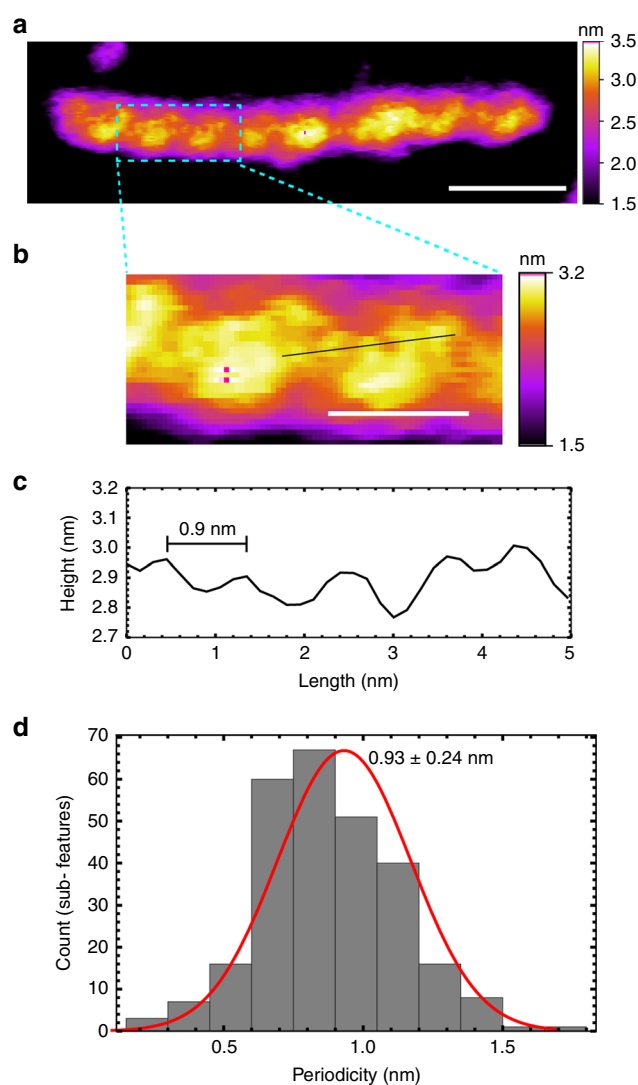 a
nm
3.5
3.0
2.5
2.0
1.5
b
nm
3.2
1.5
c
3.2
3.1
3.0
2.9
2.8
2.7
Height (nm)
0.9 nm
0 1 2 3 4 5
Length (nm)
d
70
60
50
40
30
20
10
0
Count (sub- features)
0.93 ± 0.24 nm
0.5 1.0 1.5
Periodicity (nm)